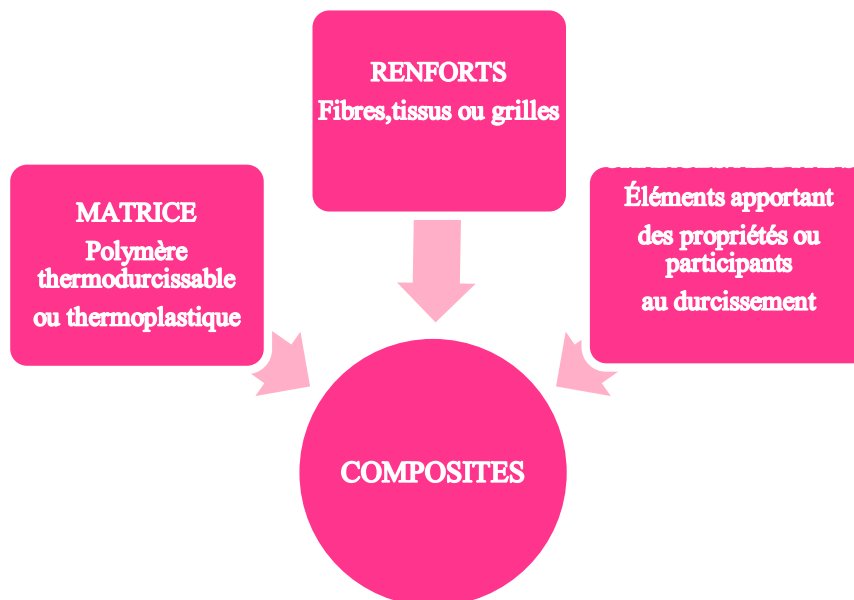 RENFORTS
Fibres,tissus ou grilles
MATRICE
Polymère
thermodurcissable
ou thermoplastique
Éléments apportant
des propriétés ou
participants
au durcissement
COMPOSITES